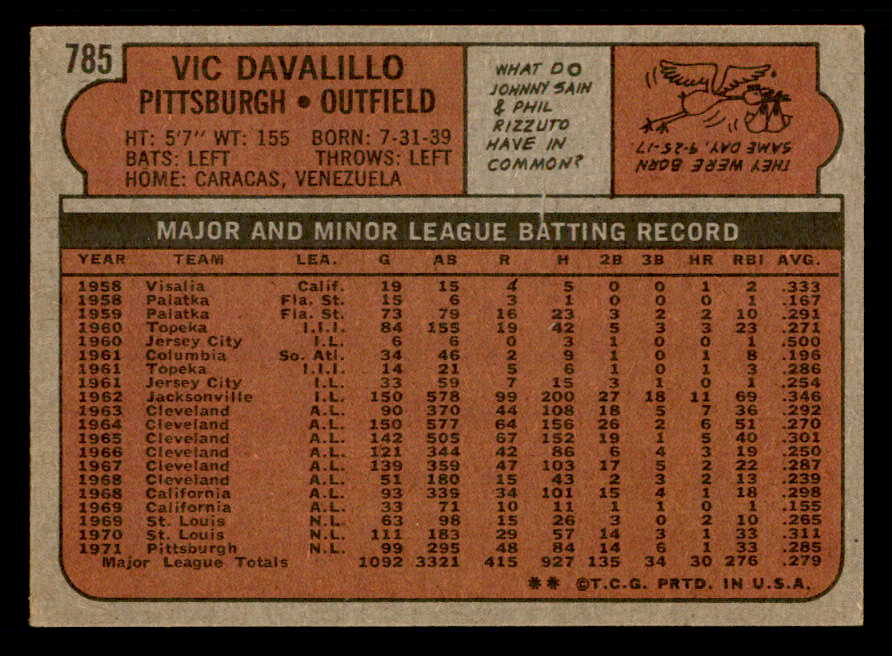 785
VIC DAVALILLO
PITTSBURGH • OUTFIELD
HT: 5'7" WT: 155 BORN: 7-31-39
BATS: LEFT THROWS: LEFT
HOME: CARACAS, VENEZUELA
WHAT DO
JOHNNY SAIN
& PHIL
RIZZUTO
HAVE IN
COMMON?
THEY WERE BORN
SAME DAY, 9-25-17.
MAJOR AND MINOR LEAGUE BATTING RECORD
YEAR TEAM LEA. G AB R H 2B 3B HR RBI AVG.
1958 Visalia Calif. 19 15 4 5 0 0 1 2 .333
1958 Palatka Fla. St. 15 6 3 1 0 0 0 1 .167
1959 Palatka Fla. St. 73 79 16 23 3 2 2 10 .291
1960 Topeka I.I.I. 84 155 19 42 5 3 3 23 .271
1960 Jersey City I.L. 6 6 0 3 1 0 0 1 .500
1961 Columbia So. Atl. 34 46 2 9 1 0 1 8 .196
1961 Topeka I.I.I. 14 21 5 6 1 0 1 3 .286
1961 Jersey City I.L. 33 59 7 15 3 1 0 1 .254
1962 Jacksonville I.L. 150 578 99 200 27 18 11 69 .346
1963 Cleveland A.L. 90 370 44 108 18 5 7 36 .292
1964 Cleveland A.L. 150 577 64 156 26 2 6 51 .270
1965 Cleveland A.L. 142 505 67 152 19 1 5 40 .301
1966 Cleveland A.L. 121 344 42 86 6 4 3 19 .250
1967 Cleveland A.L. 139 359 47 103 17 5 2 22 .287
1968 Cleveland A.L. 51 180 15 43 2 3 2 13 .239
1968 California A.L. 93 339 34 101 15 4 1 18 .298
1969 California A.L. 33 71 10 11 1 1 0 1 .155
1969 St. Louis N.L. 63 98 15 26 3 0 2 10 .265
1970 St. Louis N.L. 111 183 29 57 14 3 1 33 .311
1971 Pittsburgh N.L. 99 295 48 84 14 6 1 33 .285
Major League Totals 1092 3321 415 927 135 34 30 276 .279
** ©T.C.G. PRTD. IN U.S.A.